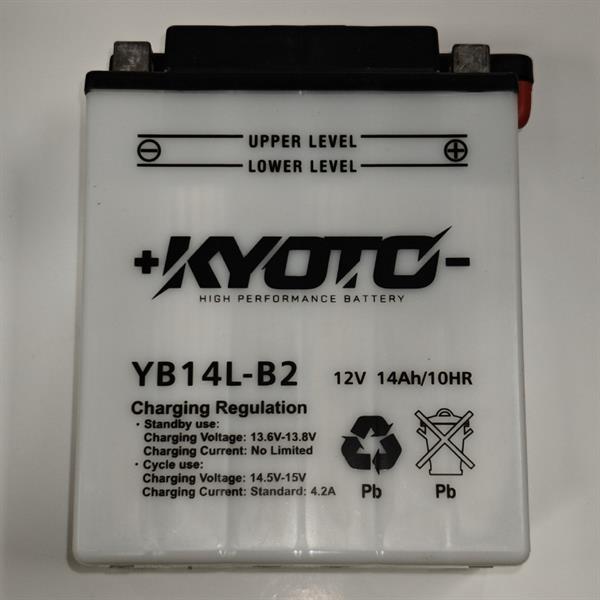 UPPER LEVEL
LOWER LEVEL
+KYOTO-
HIGH PERFORMANCE BATTERY
YB14L-B2 12V 14Ah/10HR
Charging Regulation
· Standby use:
Charging Voltage: 13.6V-13.8V
Charging Current: No Limited
· Cycle use:
Charging Voltage: 14.5V-15V
Charging Current: Standard: 4.2A
Pb Pb